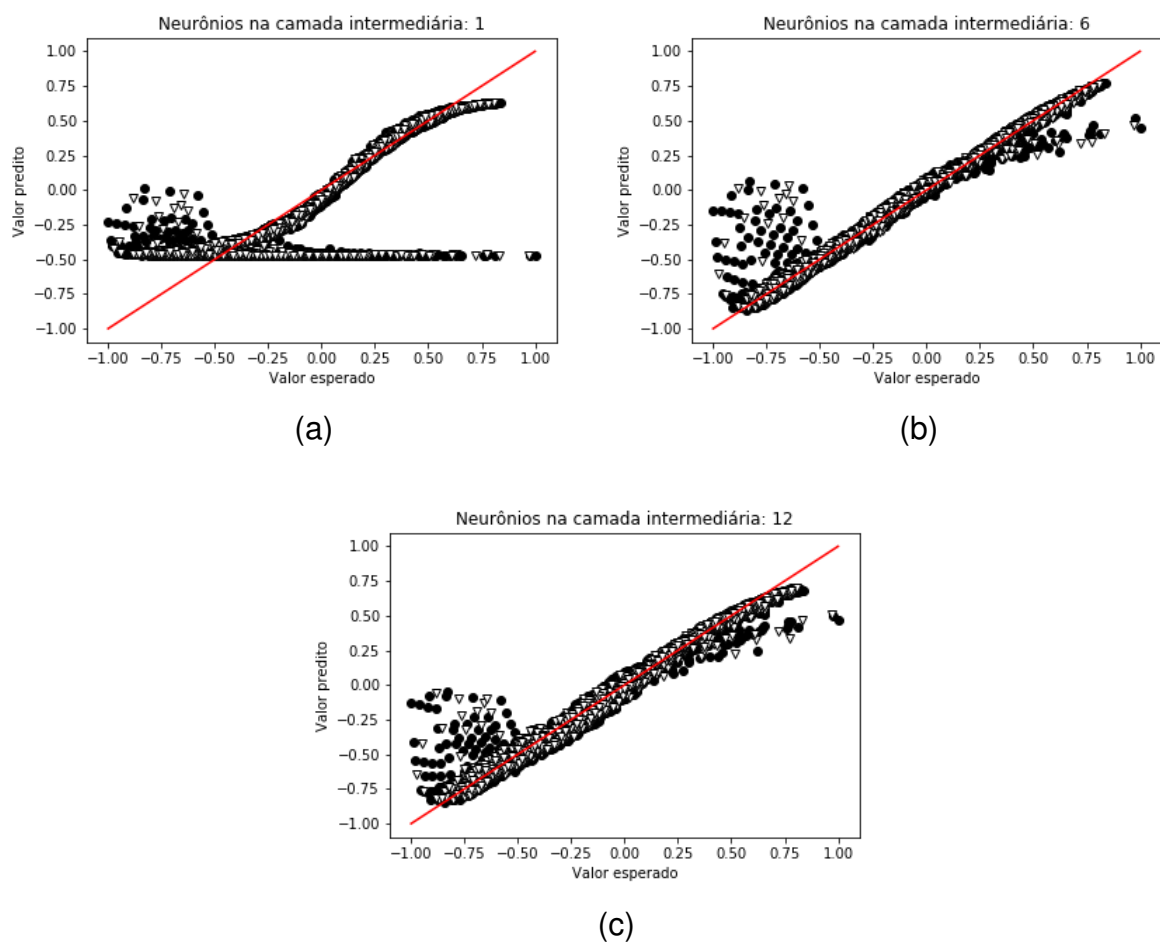 Neurônios na camada intermediária: 1
1.00
0.75
0.50
0.25
0.00
−0.25
−0.50
−0.75
−1.00
Valor predito
−1.00 −0.75 −0.50 −0.25 0.00 0.25 0.50 0.75 1.00
Valor esperado
(a)
Neurônios na camada intermediária: 6
1.00
0.75
0.50
0.25
0.00
−0.25
−0.50
−0.75
−1.00
Valor predito
−1.00 −0.75 −0.50 −0.25 0.00 0.25 0.50 0.75 1.00
Valor esperado
(b)
Neurônios na camada intermediária: 12
1.00
0.75
0.50
0.25
0.00
−0.25
−0.50
−0.75
−1.00
Valor predito
−1.00 −0.75 −0.50 −0.25 0.00 0.25 0.50 0.75 1.00
Valor esperado
(c)